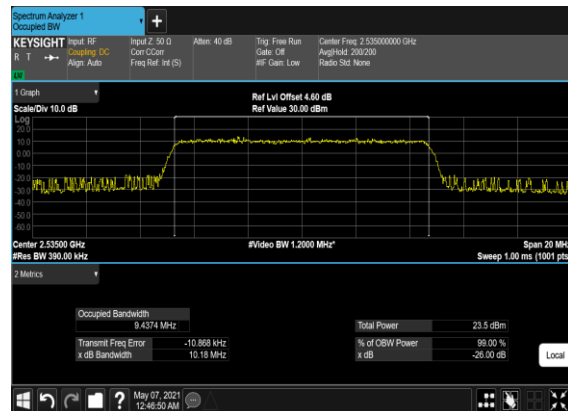 Spectrum Analyzer 1
Occupied BW
KEYSIGHT
R T
LW
Input: RF
Coupling: DC
Align: Auto
Input Z: 50 Ω
Corr CCorr
Freq Ref: Int (S)
Atten: 40 dB
Trig: Free Run
Gate: Off
#IF Gain: Low
Center Freq: 2.535000000 GHz
Avg|Hold: 200/200
Radio Std: None
1 Graph
Scale/Div 10.0 dB
Ref Lvl Offset 4.60 dB
Ref Value 30.00 dBm
Log
20.0
10.0
0.00
-10.0
-20.0
-30.0
-40.0
-50.0
-60.0
Center 2.53500 GHz
#Video BW 1.2000 MHz*
Span 20 MHz
#Res BW 390.00 kHz
Sweep 1.00 ms (1001 pts)
2 Metrics
Occupied Bandwidth
9.4374 MHz
Total Power 23.5 dBm
Transmit Freq Error -10.868 kHz
% of OBW Power 99.00 %
x dB Bandwidth 10.18 MHz
x dB -26.00 dB
Local
?
May 07, 2021
12:46:50 AM